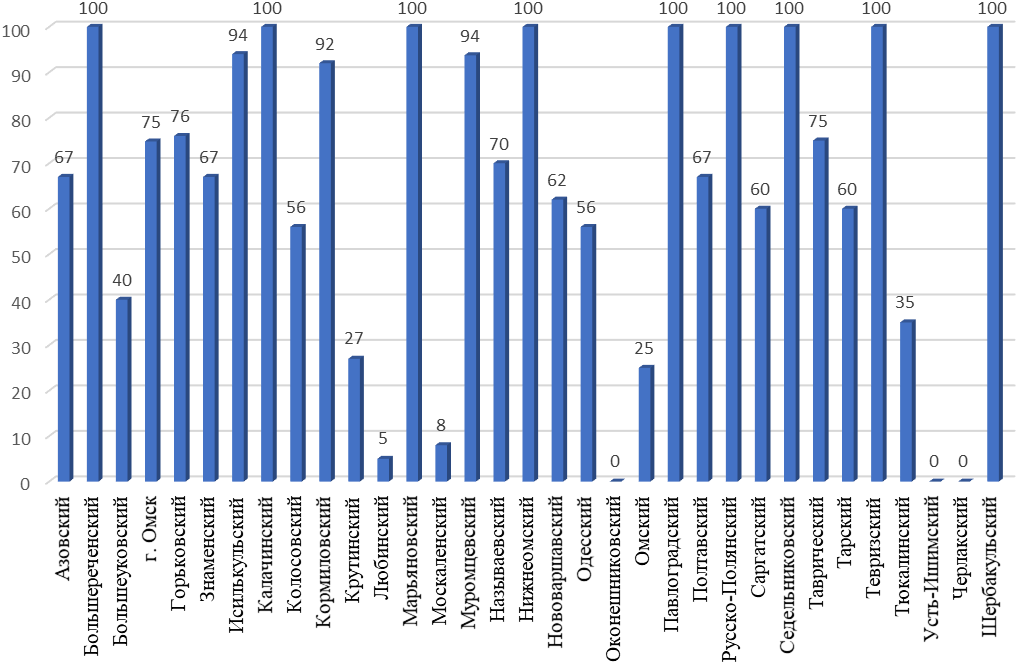 100
90
80
70
60
50
40
30
20
10
0
67
100
40
75
76
67
94
100
56
92
27
5
100
8
94
70
100
62
56
0
25
100
67
100
60
100
75
60
100
35
0
0
100
Азовский
Большереченский
Большеуковский
г. Омск
Горьковский
Знаменский
Исилькульский
Калачинский
Колосовский
Кормиловский
Крутинский
Любинский
Марьяновский
Москаленский
Муромцевский
Называевский
Нижнеомский
Нововаршавский
Одесский
Оконешниковский
Омский
Павлоградский
Полтавский
Русско-Полянский
Саргатский
Седельниковский
Таврический
Тарский
Тевризский
Тюкалинский
Усть-Ишимский
Черлакский
Шербакульский